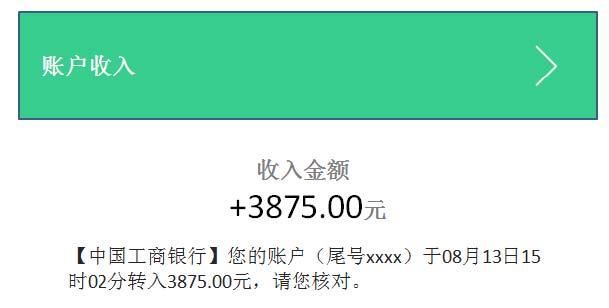 账户收入
收入金额
+3875.00元
【中国工商银行】您的账户（尾号xxxx）于08月13日15
时02分转入3875.00元，请您核对。